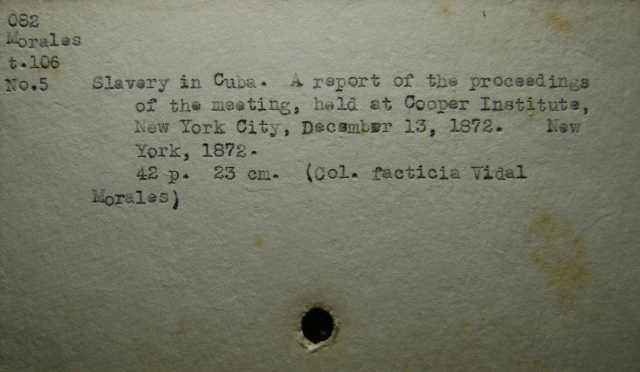 082
Morales
t.106
No.5 Slavery in Cuba. A report of the proceedings
of the meeting, held at Cooper Institute,
New York City, December 13, 1872. New
York, 1872.
42 p. 23 cm. (Col. facticia Vidal
Morales)